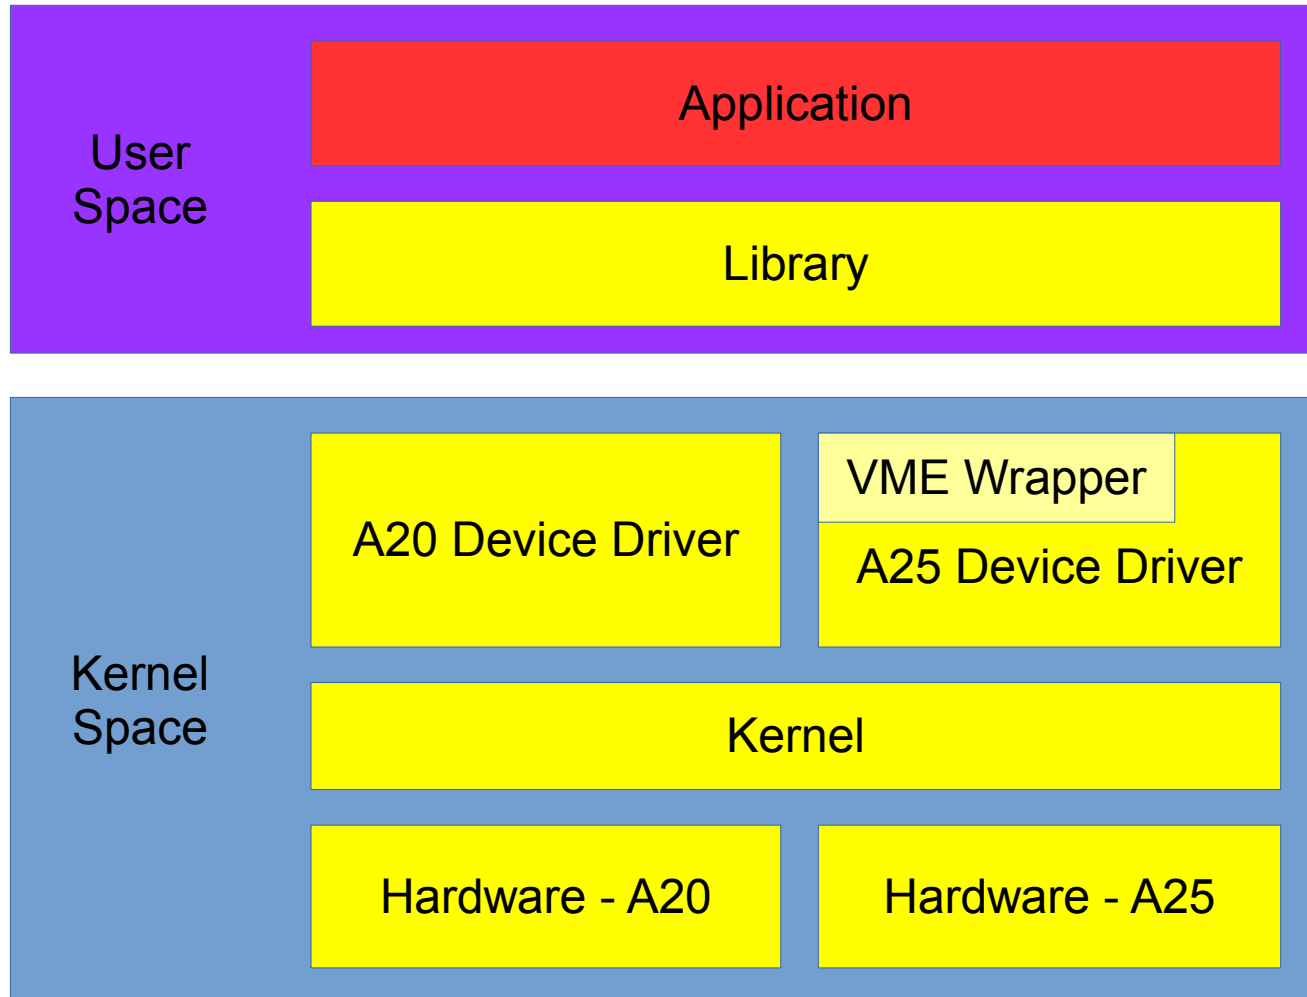 User
Space
Application
Library
Kernel
Space
A20 Device Driver
VME Wrapper
A25 Device Driver
Kernel
Hardware - A20
Hardware - A25